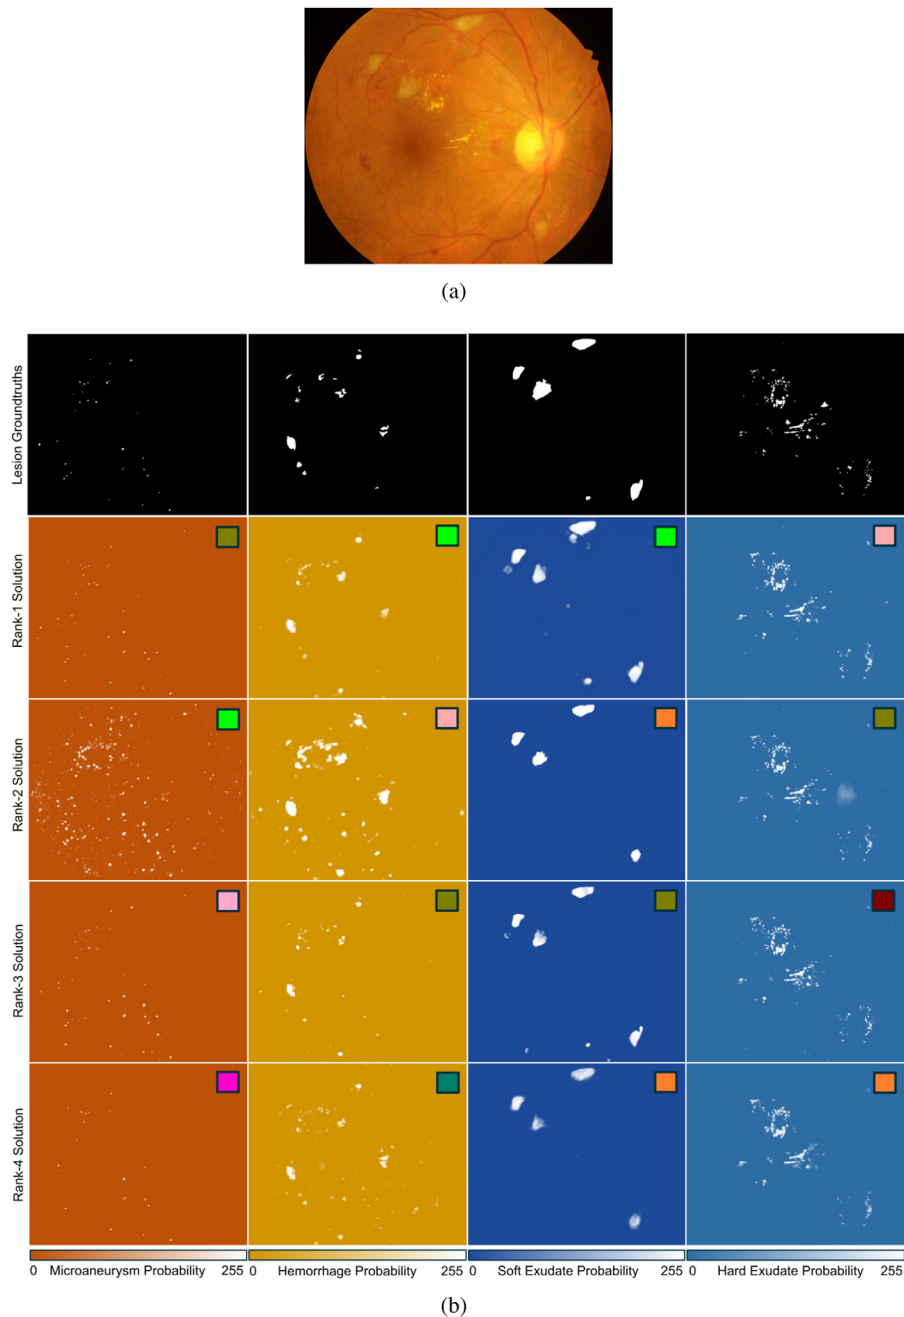 (a)
Lesion Groundtruths
Rank-1 Solution
Rank-2 Solution
Rank-3 Solution
Rank-4 Solution
0 Microaneurysm Probability 255
0 Hemorrhage Probability 255
0 Soft Exudate Probability 255
0 Hard Exudate Probability 255
(b)